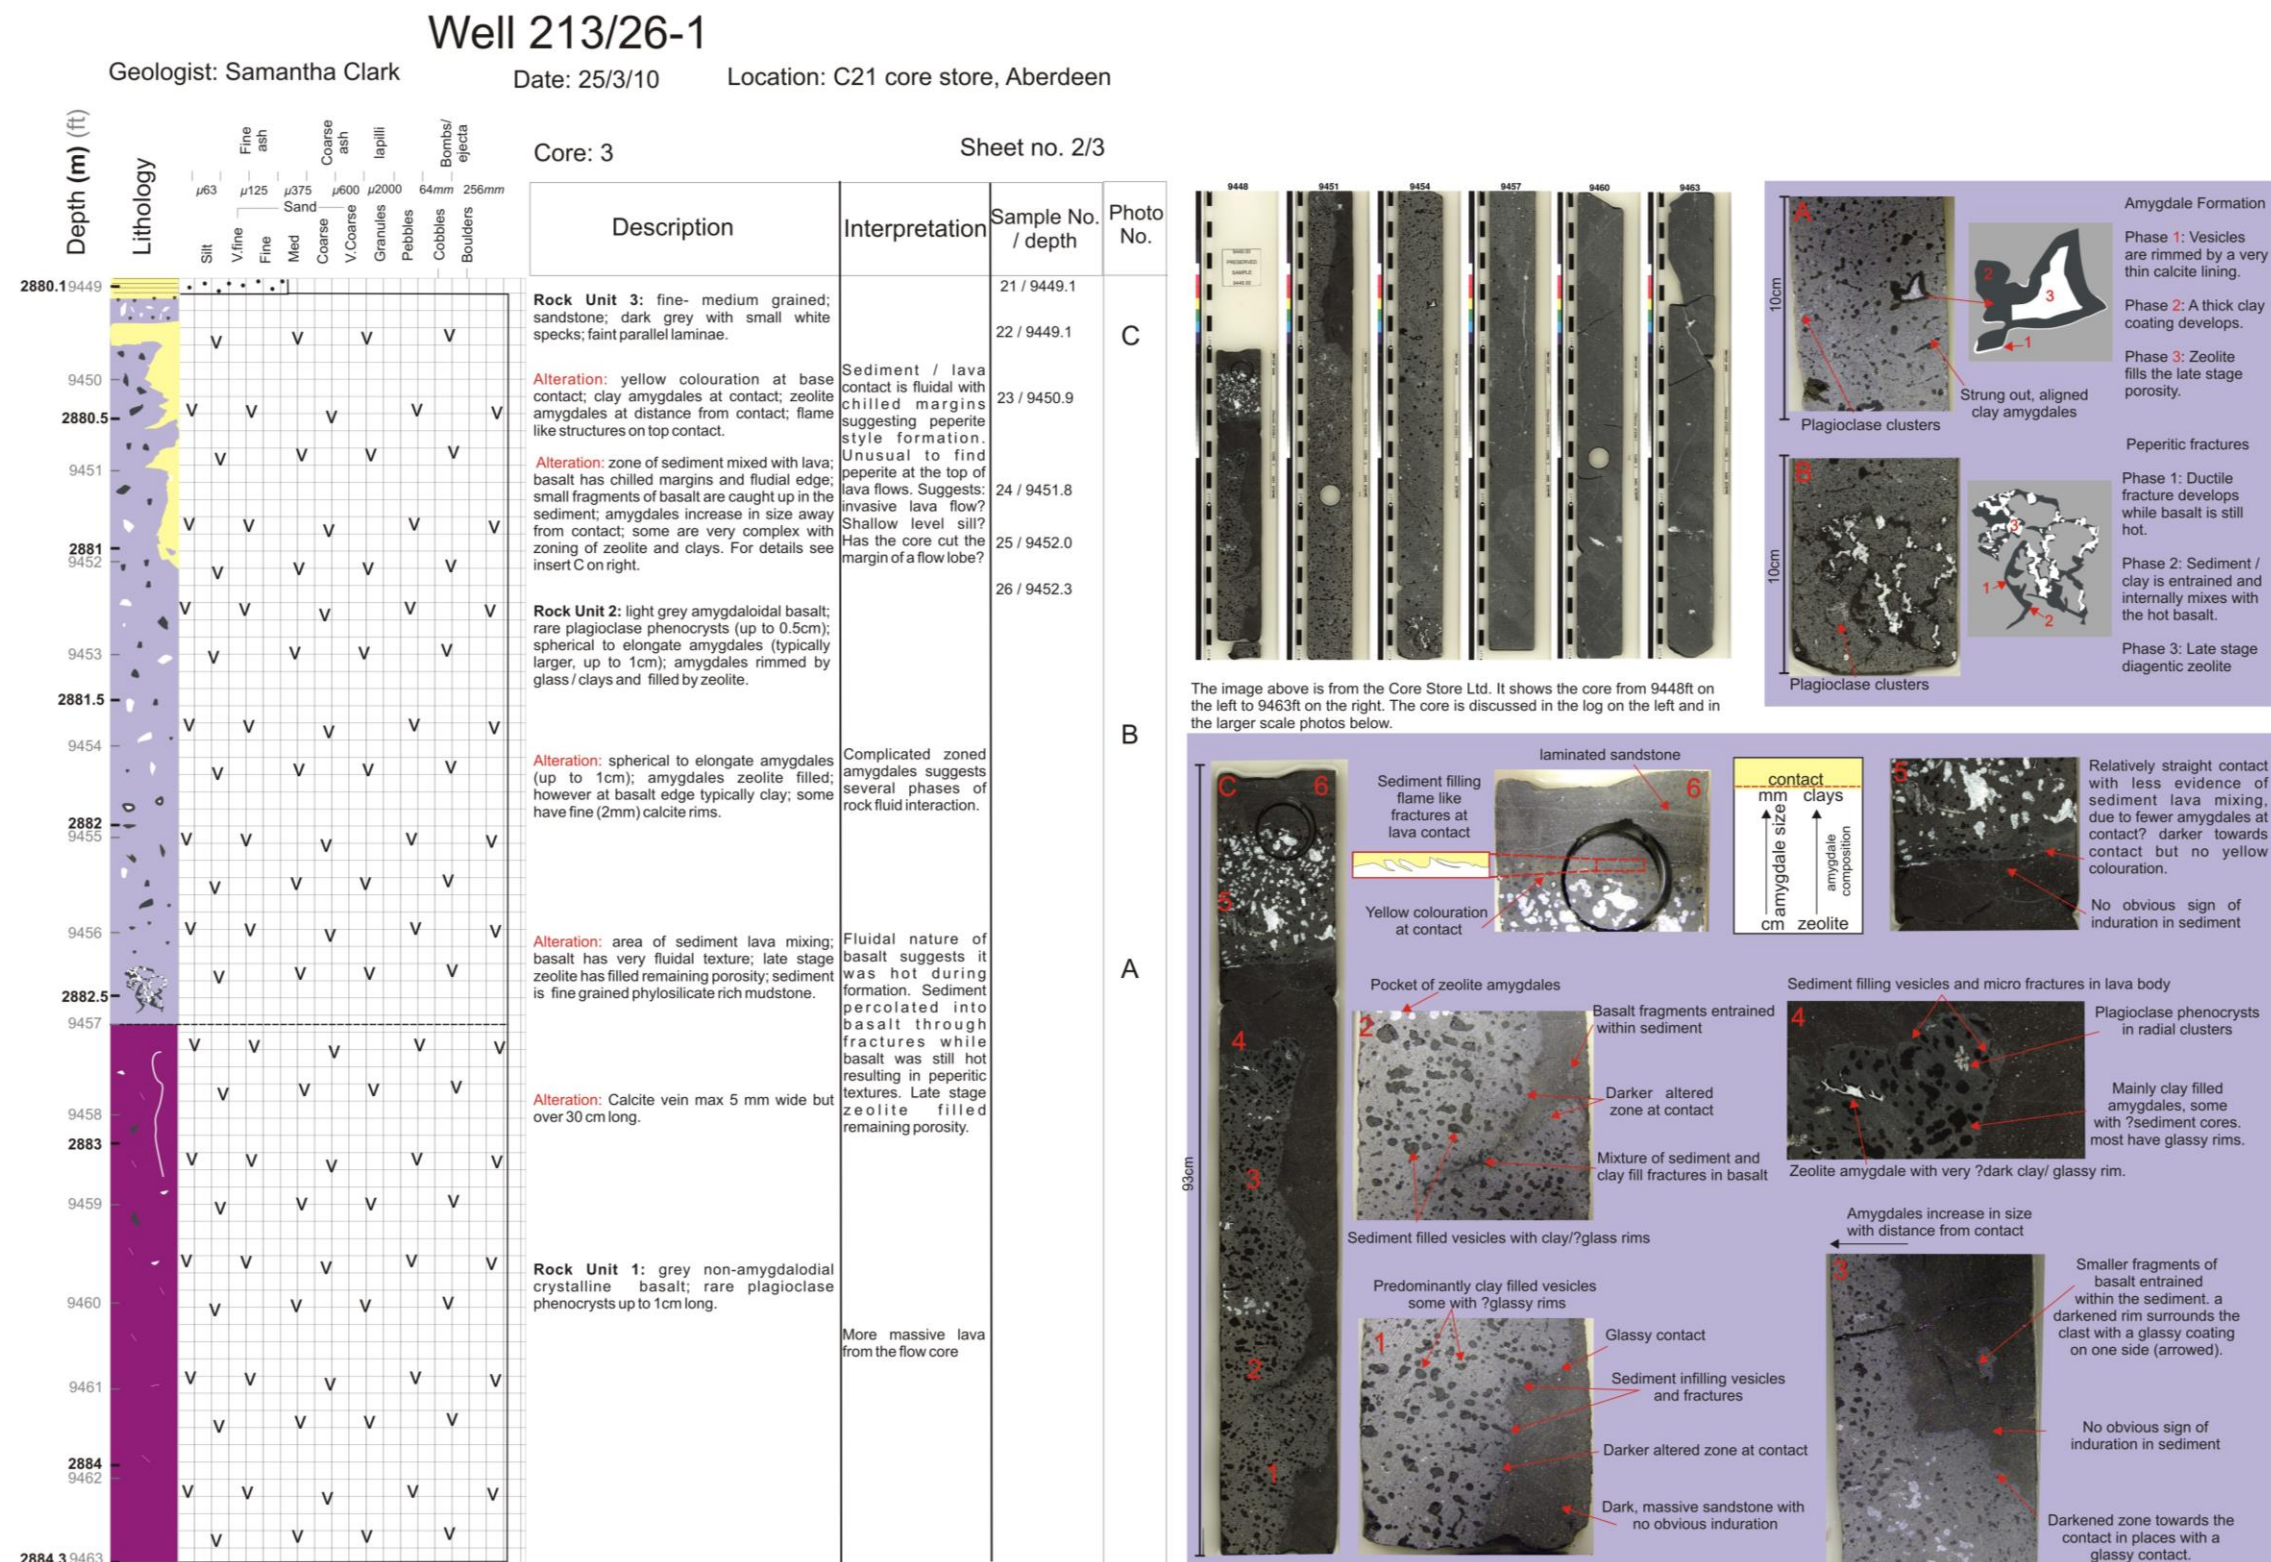 Well 213/26-1
Geologist: Samantha Clark
Date: 25/3/10
Location: C21 core store, Aberdeen
Core: 3
Sheet no. 2/3
Depth (m) (ft)
Lithology
Fine
ash
Coarse
ash
lapilli
Bombs/
ejecta
µ63
µ125
µ375
µ600
µ2000
64mm
256mm
Sand
Silt
V.fine
Fine
Med
Coarse
V.Coarse
Granules
Pebbles
Cobbles
Boulders
Description
Interpretation
Sample No.
/ depth
Photo
No.
2880.1 9449
9450
2880.5
9451
2881
9452
9453
2881.5
9454
2882
9455
9456
2882.5
9457
9458
2883
9459
9460
9461
2884
9462
2884.3 9463
Rock Unit 3: fine- medium grained;
sandstone; dark grey with small white
specks; faint parallel laminae.
Alteration: yellow colouration at base
contact; clay amygdales at contact; zeolite
amygdales at distance from contact; flame
like structures on top contact.
Alteration: zone of sediment mixed with lava;
basalt has chilled margins and fludial edge;
small fragments of basalt are caught up in the
sediment; amygdales increase in size away
from contact; some are very complex with
zoning of zeolite and clays. For details see
insert C on right.
Rock Unit 2: light grey amygdaloidal basalt;
rare plagioclase phenocrysts (up to 0.5cm);
spherical to elongate amygdales (typically
larger, up to 1cm); amygdales rimmed by
glass / clays and filled by zeolite.
Alteration: spherical to elongate amygdales
(up to 1cm); amygdales zeolite filled;
however at basalt edge typically clay; some
have fine (2mm) calcite rims.
Alteration: area of sediment lava mixing;
basalt has very fluidal texture; late stage
zeolite has filled remaining porosity; sediment
is fine grained phylosilicate rich mudstone.
Alteration: Calcite vein max 5 mm wide but
over 30 cm long.
Rock Unit 1: grey non-amygdalodial
crystalline basalt; rare plagioclase
phenocrysts up to 1cm long.
Sediment / lava
contact is fluidal with
chilled margins
suggesting peperite
style formation.
Unusual to find
peperite at the top of
lava flows. Suggests:
invasive lava flow?
Shallow level sill?
Has the core cut the
margin of a flow lobe?
Complicated zoned
amygdales suggests
several phases of
rock fluid interaction.
Fluidal nature of
basalt suggests it
was hot during
formation. Sediment
percolated into
basalt through
fractures while
basalt was still hot
resulting in peperitic
textures. Late stage
zeolite filled
remaining porosity.
More massive lava
from the flow core
21 / 9449.1
22 / 9449.1
23 / 9450.9
24 / 9451.8
25 / 9452.0
26 / 9452.3
C
B
A
9448
9451
9454
9457
9460
9463
PRESERVED
SAMPLE
The image above is from the Core Store Ltd. It shows the core from 9448ft on
the left to 9463ft on the right. The core is discussed in the log on the left and in
the larger scale photos below.
A
10cm
Plagioclase clusters
Strung out, aligned
clay amygdales
2
3
1
Amygdale Formation
Phase 1: Vesicles
are rimmed by a very
thin calcite lining.
Phase 2: A thick clay
coating develops.
Phase 3: Zeolite
fills the late stage
porosity.
B
10cm
Plagioclase clusters
3
1
2
Peperitic fractures
Phase 1: Ductile
fracture develops
while basalt is still
hot.
Phase 2: Sediment /
clay is entrained and
internally mixes with
the hot basalt.
Phase 3: Late stage
diagentic zeolite
93cm
C
6
5
4
3
2
1
Sediment filling
flame like
fractures at
lava contact
laminated sandstone
6
Yellow colouration
at contact
contact
mm clays
amygdale size
amygdale
composition
cm zeolite
5
Relatively straight contact
with less evidence of
sediment lava mixing,
due to fewer amygdales at
contact? darker towards
contact but no yellow
colouration.
No obvious sign of
induration in sediment
Pocket of zeolite amygdales
2
Basalt fragments entrained
within sediment
Darker altered
zone at contact
Mixture of sediment and
clay fill fractures in basalt
Sediment filled vesicles with clay/?glass rims
Sediment filling vesicles and micro fractures in lava body
4
Plagioclase phenocrysts
in radial clusters
Mainly clay filled
amygdales, some
with ?sediment cores.
most have glassy rims.
Zeolite amygdale with very ?dark clay/ glassy rim.
Predominantly clay filled vesicles
some with ?glassy rims
1
Glassy contact
Sediment infilling vesicles
and fractures
Darker altered zone at contact
Dark, massive sandstone with
no obvious induration
Amygdales increase in size
with distance from contact
3
Smaller fragments of
basalt entrained
within the sediment. a
darkened rim surrounds the
clast with a glassy coating
on one side (arrowed).
No obvious sign of
induration in sediment
Darkened zone towards the
contact in places with a
glassy contact.